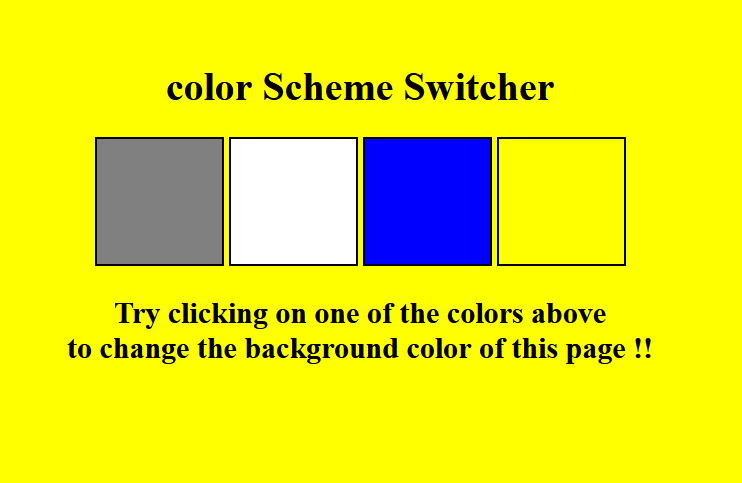 color Scheme Switcher
Try clicking on one of the colors above
to change the background color of this page !!